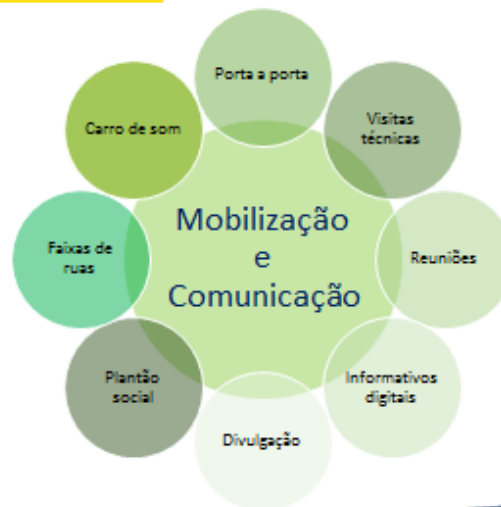 Porta a porta
Visitas
técnicas
Reuniões
Informativos
digitais
Divulgação
Plantão
social
Faixas de
ruas
Carro de som
Mobilização
e
Comunicação